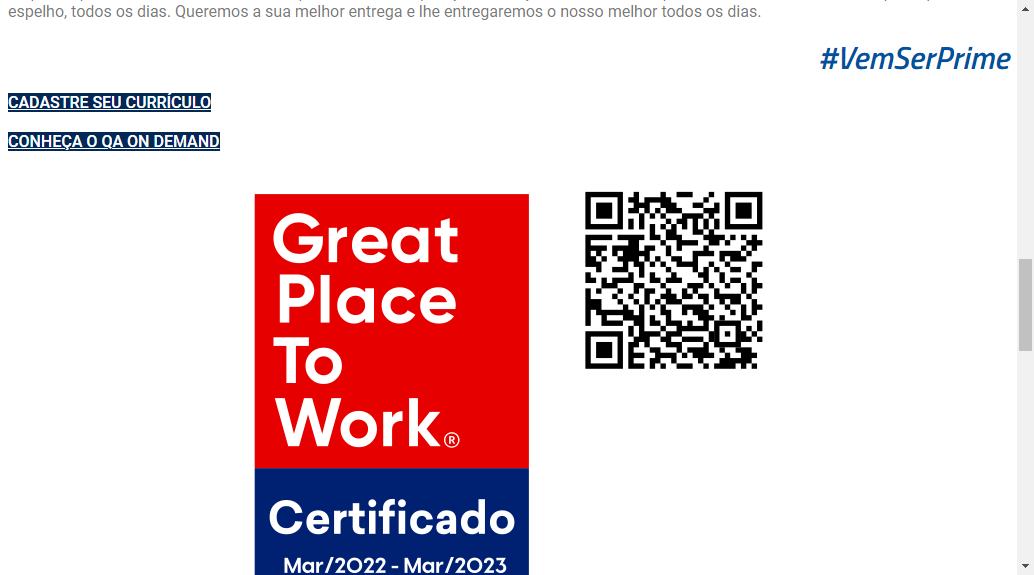 espelho, todos os dias. Queremos a sua melhor entrega e lhe entregaremos o nosso melhor todos os dias.
#VemSerPrime
CADASTRE SEU CURRÍCULO
CONHEÇA O QA ON DEMAND
Great
Place
To
Work®
Certificado
Mar/2022 - Mar/2023